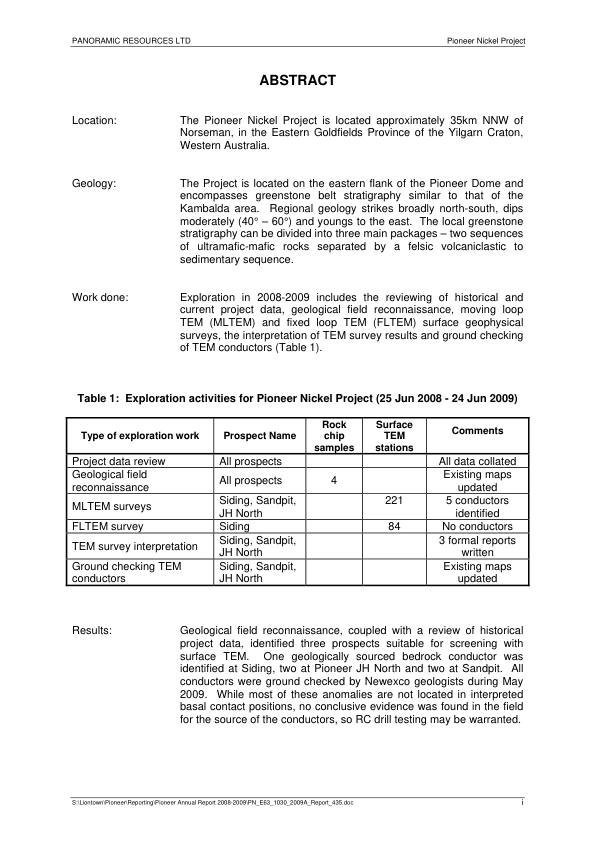 PANORAMIC RESOURCES LTD Pioneer Nickel Project
ABSTRACT
Location: The Pioneer Nickel Project is located approximately 35km NNW of
Norseman, in the Eastern Goldfields Province of the Yilgarn Craton,
Western Australia.
Geology: The Project is located on the eastern flank of the Pioneer Dome and
encompasses greenstone belt stratigraphy similar to that of the
Kambalda area. Regional geology strikes broadly north-south, dips
moderately (40° – 60°) and youngs to the east. The local greenstone
stratigraphy can be divided into three main packages – two sequences
of ultramafic-mafic rocks separated by a felsic volcaniclastic to
sedimentary sequence.
Work done: Exploration in 2008-2009 includes the reviewing of historical and
current project data, geological field reconnaissance, moving loop
TEM (MLTEM) and fixed loop TEM (FLTEM) surface geophysical
surveys, the interpretation of TEM survey results and ground checking
of TEM conductors (Table 1).
Table 1: Exploration activities for Pioneer Nickel Project (25 Jun 2008 - 24 Jun 2009)
Type of exploration work Prospect Name Rock chip samples Surface TEM stations Comments
Project data review All prospects All data collated
Geological field reconnaissance All prospects 4 Existing maps updated
MLTEM surveys Siding, Sandpit, JH North 221 5 conductors identified
FLTEM survey Siding 84 No conductors
TEM survey interpretation Siding, Sandpit, JH North 3 formal reports written
Ground checking TEM conductors Siding, Sandpit, JH North Existing maps updated
Results: Geological field reconnaissance, coupled with a review of historical
project data, identified three prospects suitable for screening with
surface TEM. One geologically sourced bedrock conductor was
identified at Siding, two at Pioneer JH North and two at Sandpit. All
conductors were ground checked by Newexco geologists during May
2009. While most of these anomalies are not located in interpreted
basal contact positions, no conclusive evidence was found in the field
for the source of the conductors, so RC drill testing may be warranted.
S:\Liontown\Pioneer\Reporting\Pioneer Annual Report 2008-2009\PN_E63_1030_2009A_Report_435.doc i